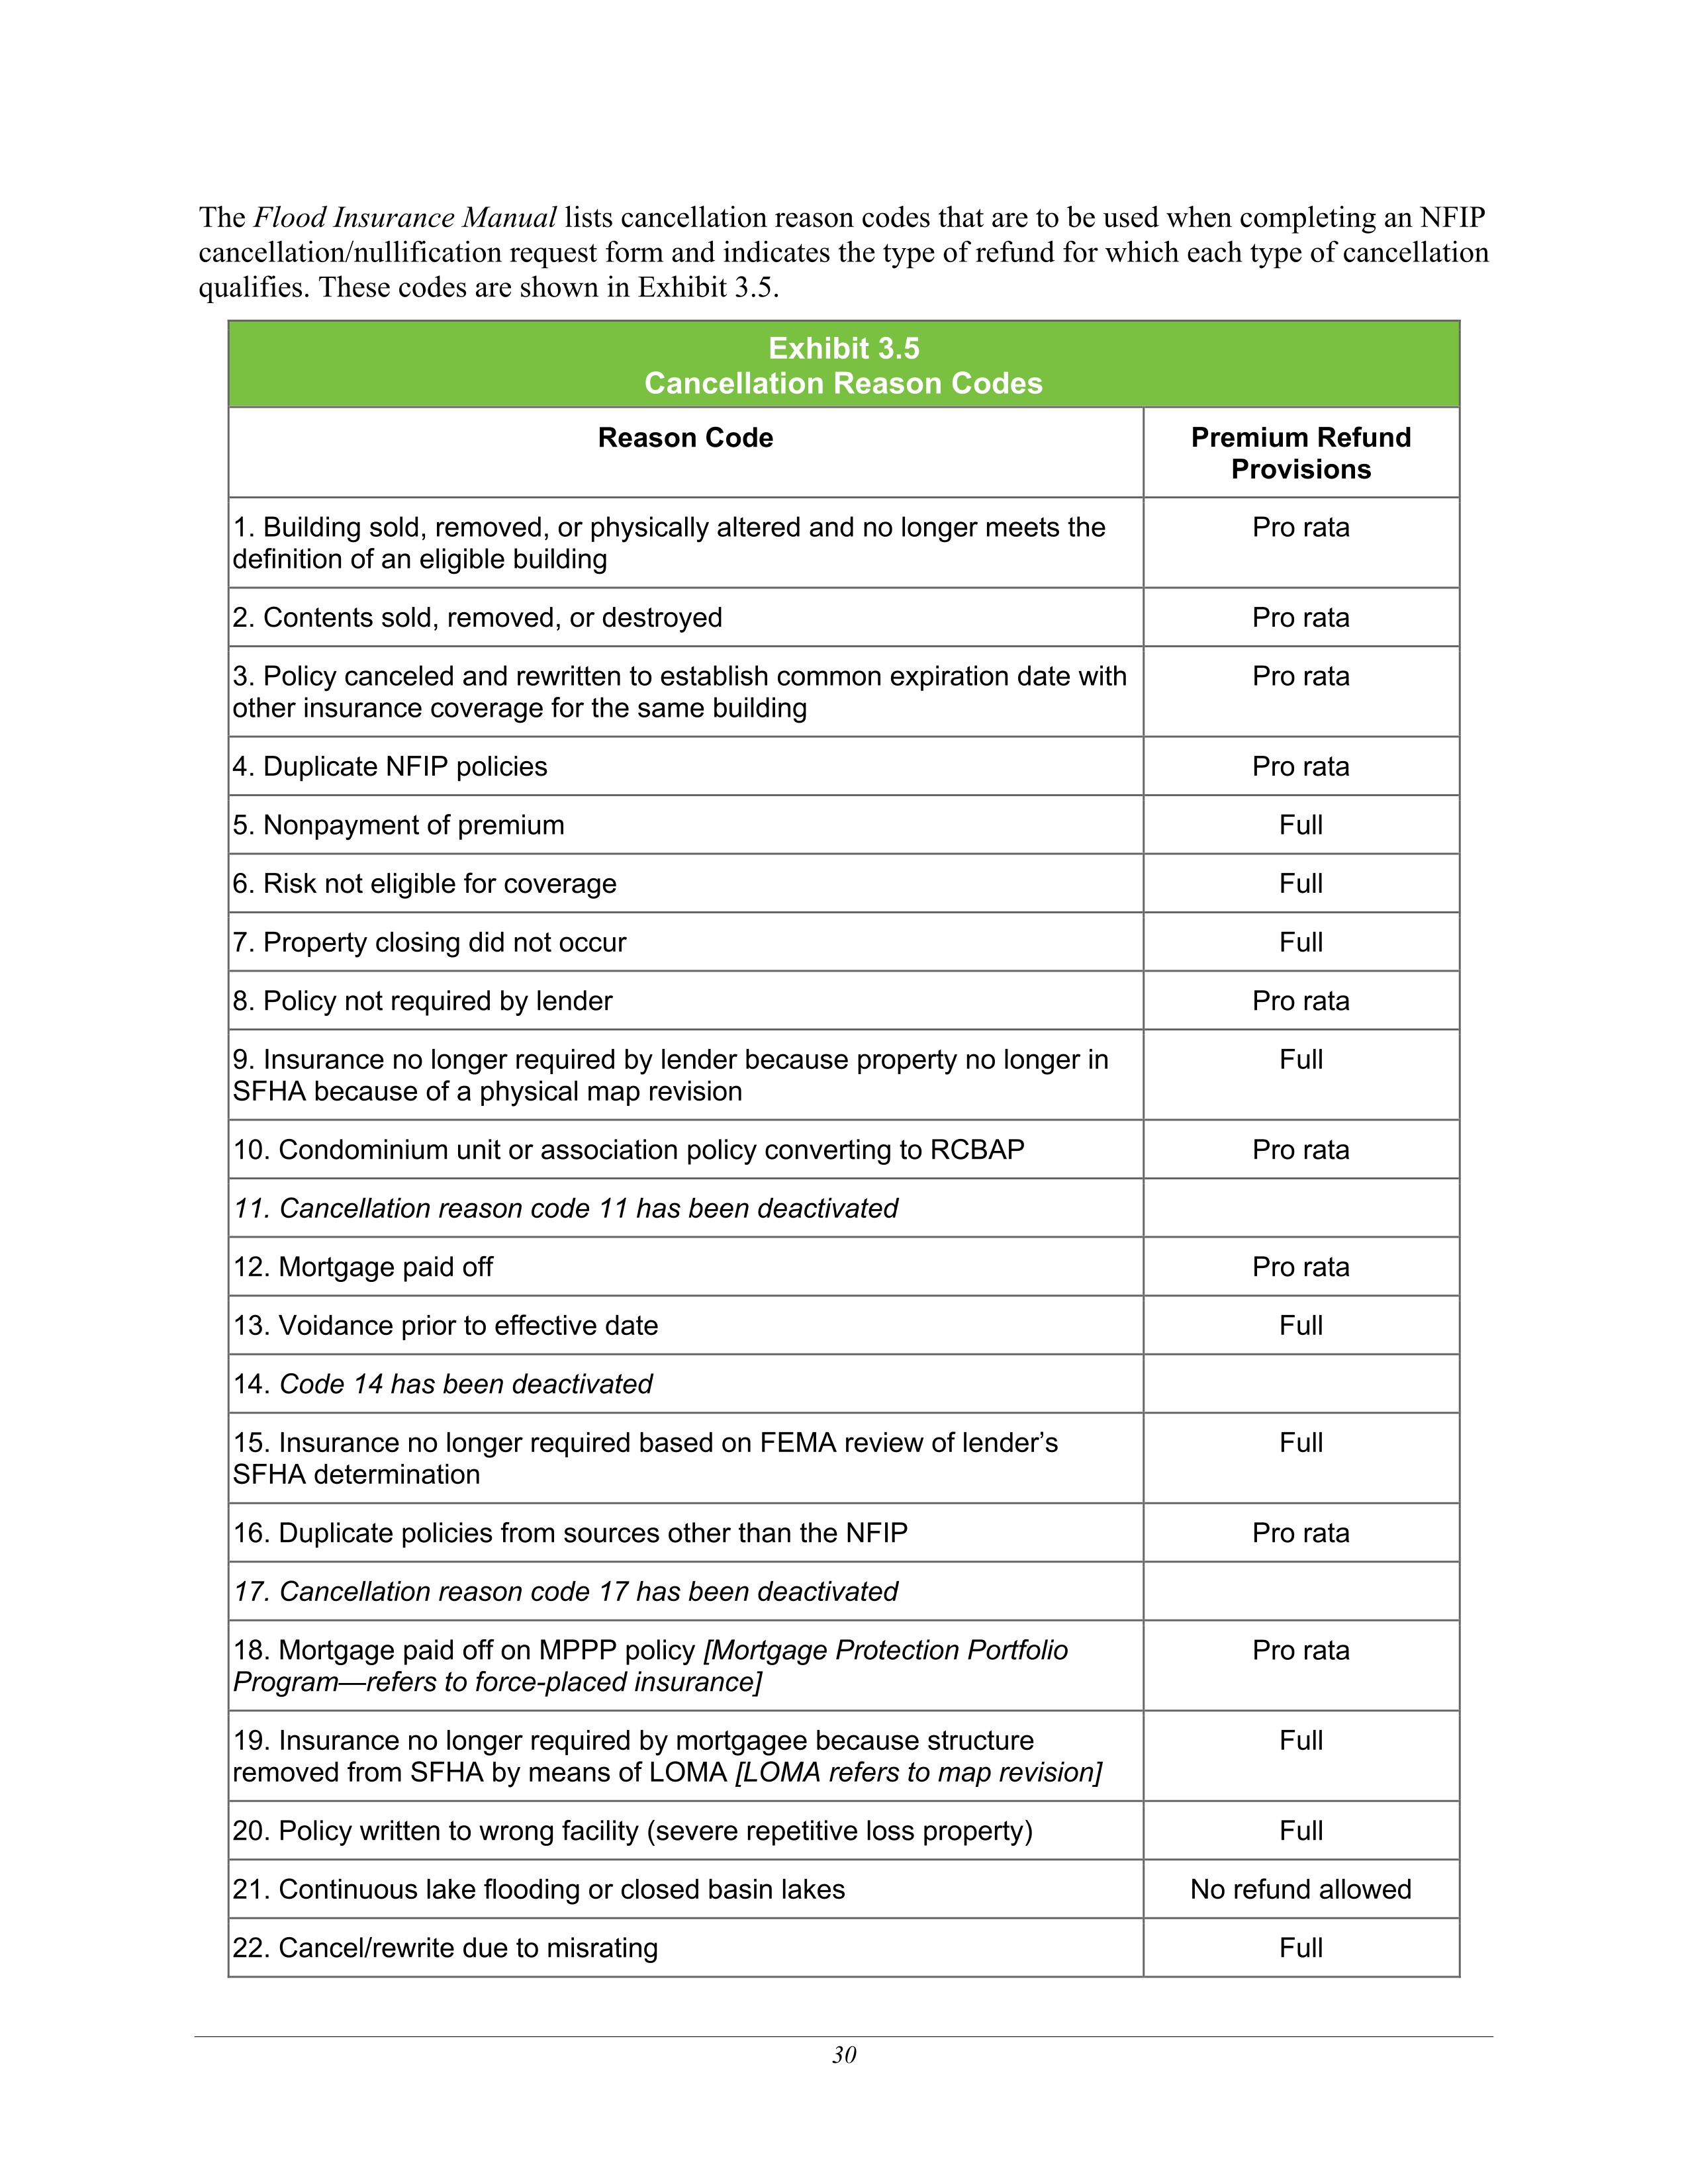 The Flood Insurance Manual lists cancellation reason codes that are to be used when completing an NFIP
cancellation/nullification request form and indicates the type of refund for which each type of cancellation
qualifies. These codes are shown in Exhibit 3.5.
Exhibit 3.5
Cancellation Reason Codes
Reason Code
Premium Refund
Provisions
1. Building sold, removed, or physically altered and no longer meets the
definition of an eligible building
Pro rata
2. Contents sold, removed, or destroyed
Pro rata
3. Policy canceled and rewritten to establish common expiration date with
other insurance coverage for the same building
Pro rata
4. Duplicate NFIP policies
Pro rata
5. Nonpayment of premium
Full
6. Risk not eligible for coverage
Full
7. Property closing did not occur
Full
8. Policy not required by lender
Pro rata
9. Insurance no longer required by lender because property no longer in
SFHA because of a physical map revision
Full
10. Condominium unit or association policy converting to RCBAP
Pro rata
11. Cancellation reason code 11 has been deactivated
12. Mortgage paid off
Pro rata
13. Voidance prior to effective date
Full
14. Code 14 has been deactivated
15. Insurance no longer required based on FEMA review of lender’s
SFHA determination
Full
16. Duplicate policies from sources other than the NFIP
Pro rata
17. Cancellation reason code 17 has been deactivated
18. Mortgage paid off on MPPP policy [Mortgage Protection Portfolio
Program—refers to force-placed insurance]
Pro rata
19. Insurance no longer required by mortgagee because structure
removed from SFHA by means of LOMA [LOMA refers to map revision]
Full
20. Policy written to wrong facility (severe repetitive loss property)
Full
21. Continuous lake flooding or closed basin lakes
No refund allowed
22. Cancel/rewrite due to misrating
Full
30